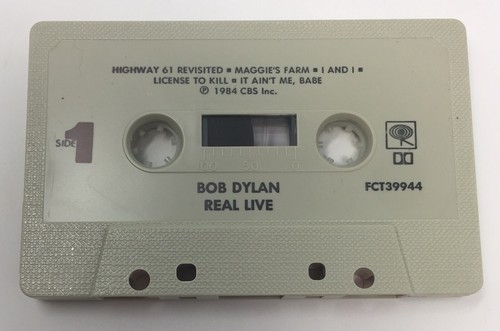 HIGHWAY 61 REVISITED ▪ MAGGIE'S FARM ▪ I AND I ▪
LICENSE TO KILL ▪ IT AIN'T ME, BABE
℗ 1984 CBS Inc.
SIDE 1
BOB DYLAN
REAL LIVE
FCT39944